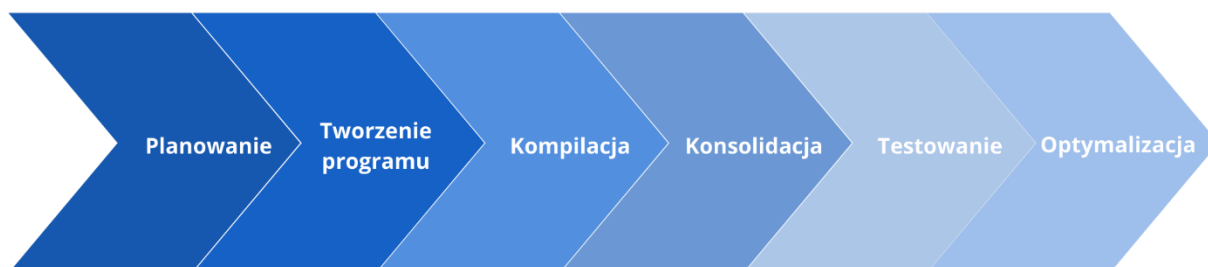 Planowanie
Tworzenie
programu
Kompilacja
Konsolidacja
Testowanie
Optymalizacja